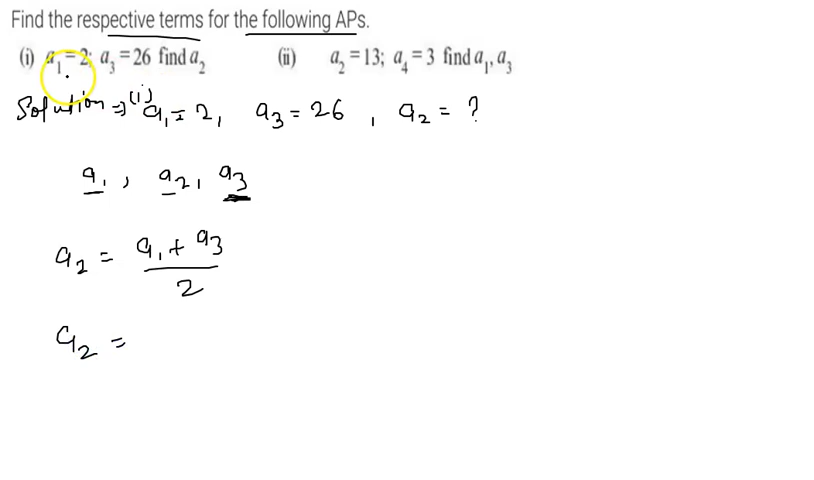 Find the respective terms for the following APs.
(i) a₁ = 2; a₃ = 26 find a₂ (ii) a₂ = 13; a₄ = 3 find a₁, a₃
Solution ⇒ (i) a₁ = 2, a₃ = 26 , a₂ = ?
a₁ , a₂ , a₃
a₂ = a₁ + a₃ / 2
a₂ =